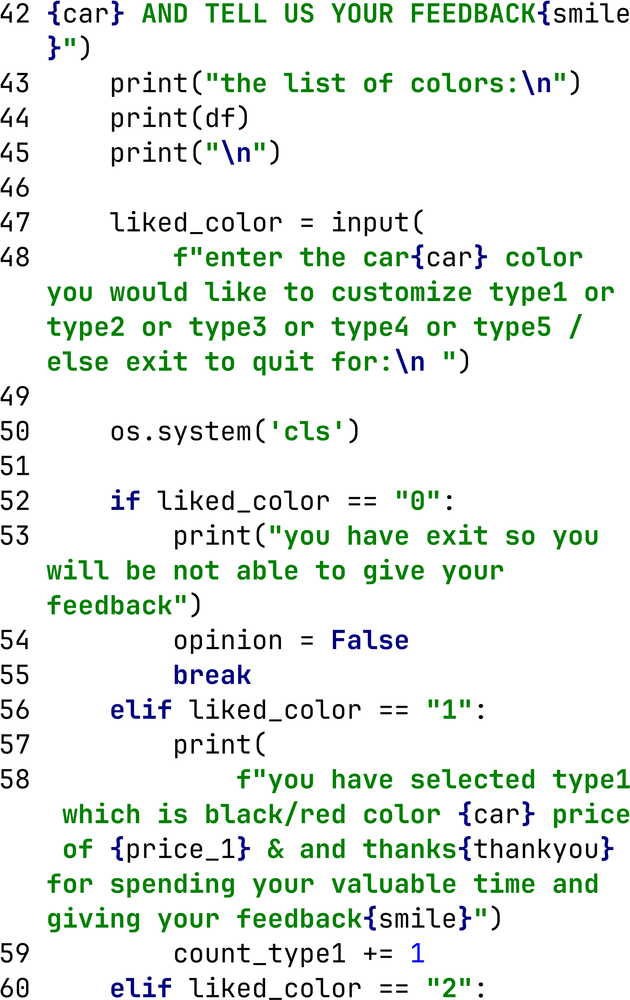 42 {car} AND TELL US YOUR FEEDBACK{smile
}")
43     print("the list of colors:\n")
44     print(df)
45     print("\n")
46
47     liked_color = input(
48         f"enter the car{car} color
you would like to customize type1 or
type2 or type3 or type4 or type5 /
else exit to quit for:\n ")
49
50     os.system('cls')
51
52     if liked_color == "0":
53         print("you have exit so you
will be not able to give your
feedback")
54         opinion = False
55         break
56     elif liked_color == "1":
57         print(
58             f"you have selected type1
which is black/red color {car} price
of {price_1} & and thanks{thankyou}
for spending your valuable time and
giving your feedback{smile}")
59         count_type1 += 1
60     elif liked_color == "2":